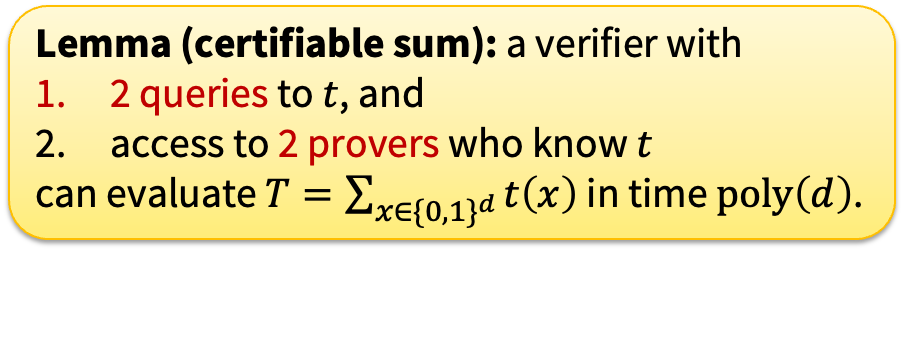 Lemma (certifiable sum): a verifier with
1. 2 queries to 𝑡, and
2. access to 2 provers who know 𝑡
can evaluate 𝑇 = ∑_{𝑥∈{0,1}^𝑑} 𝑡(𝑥) in time poly(𝑑).